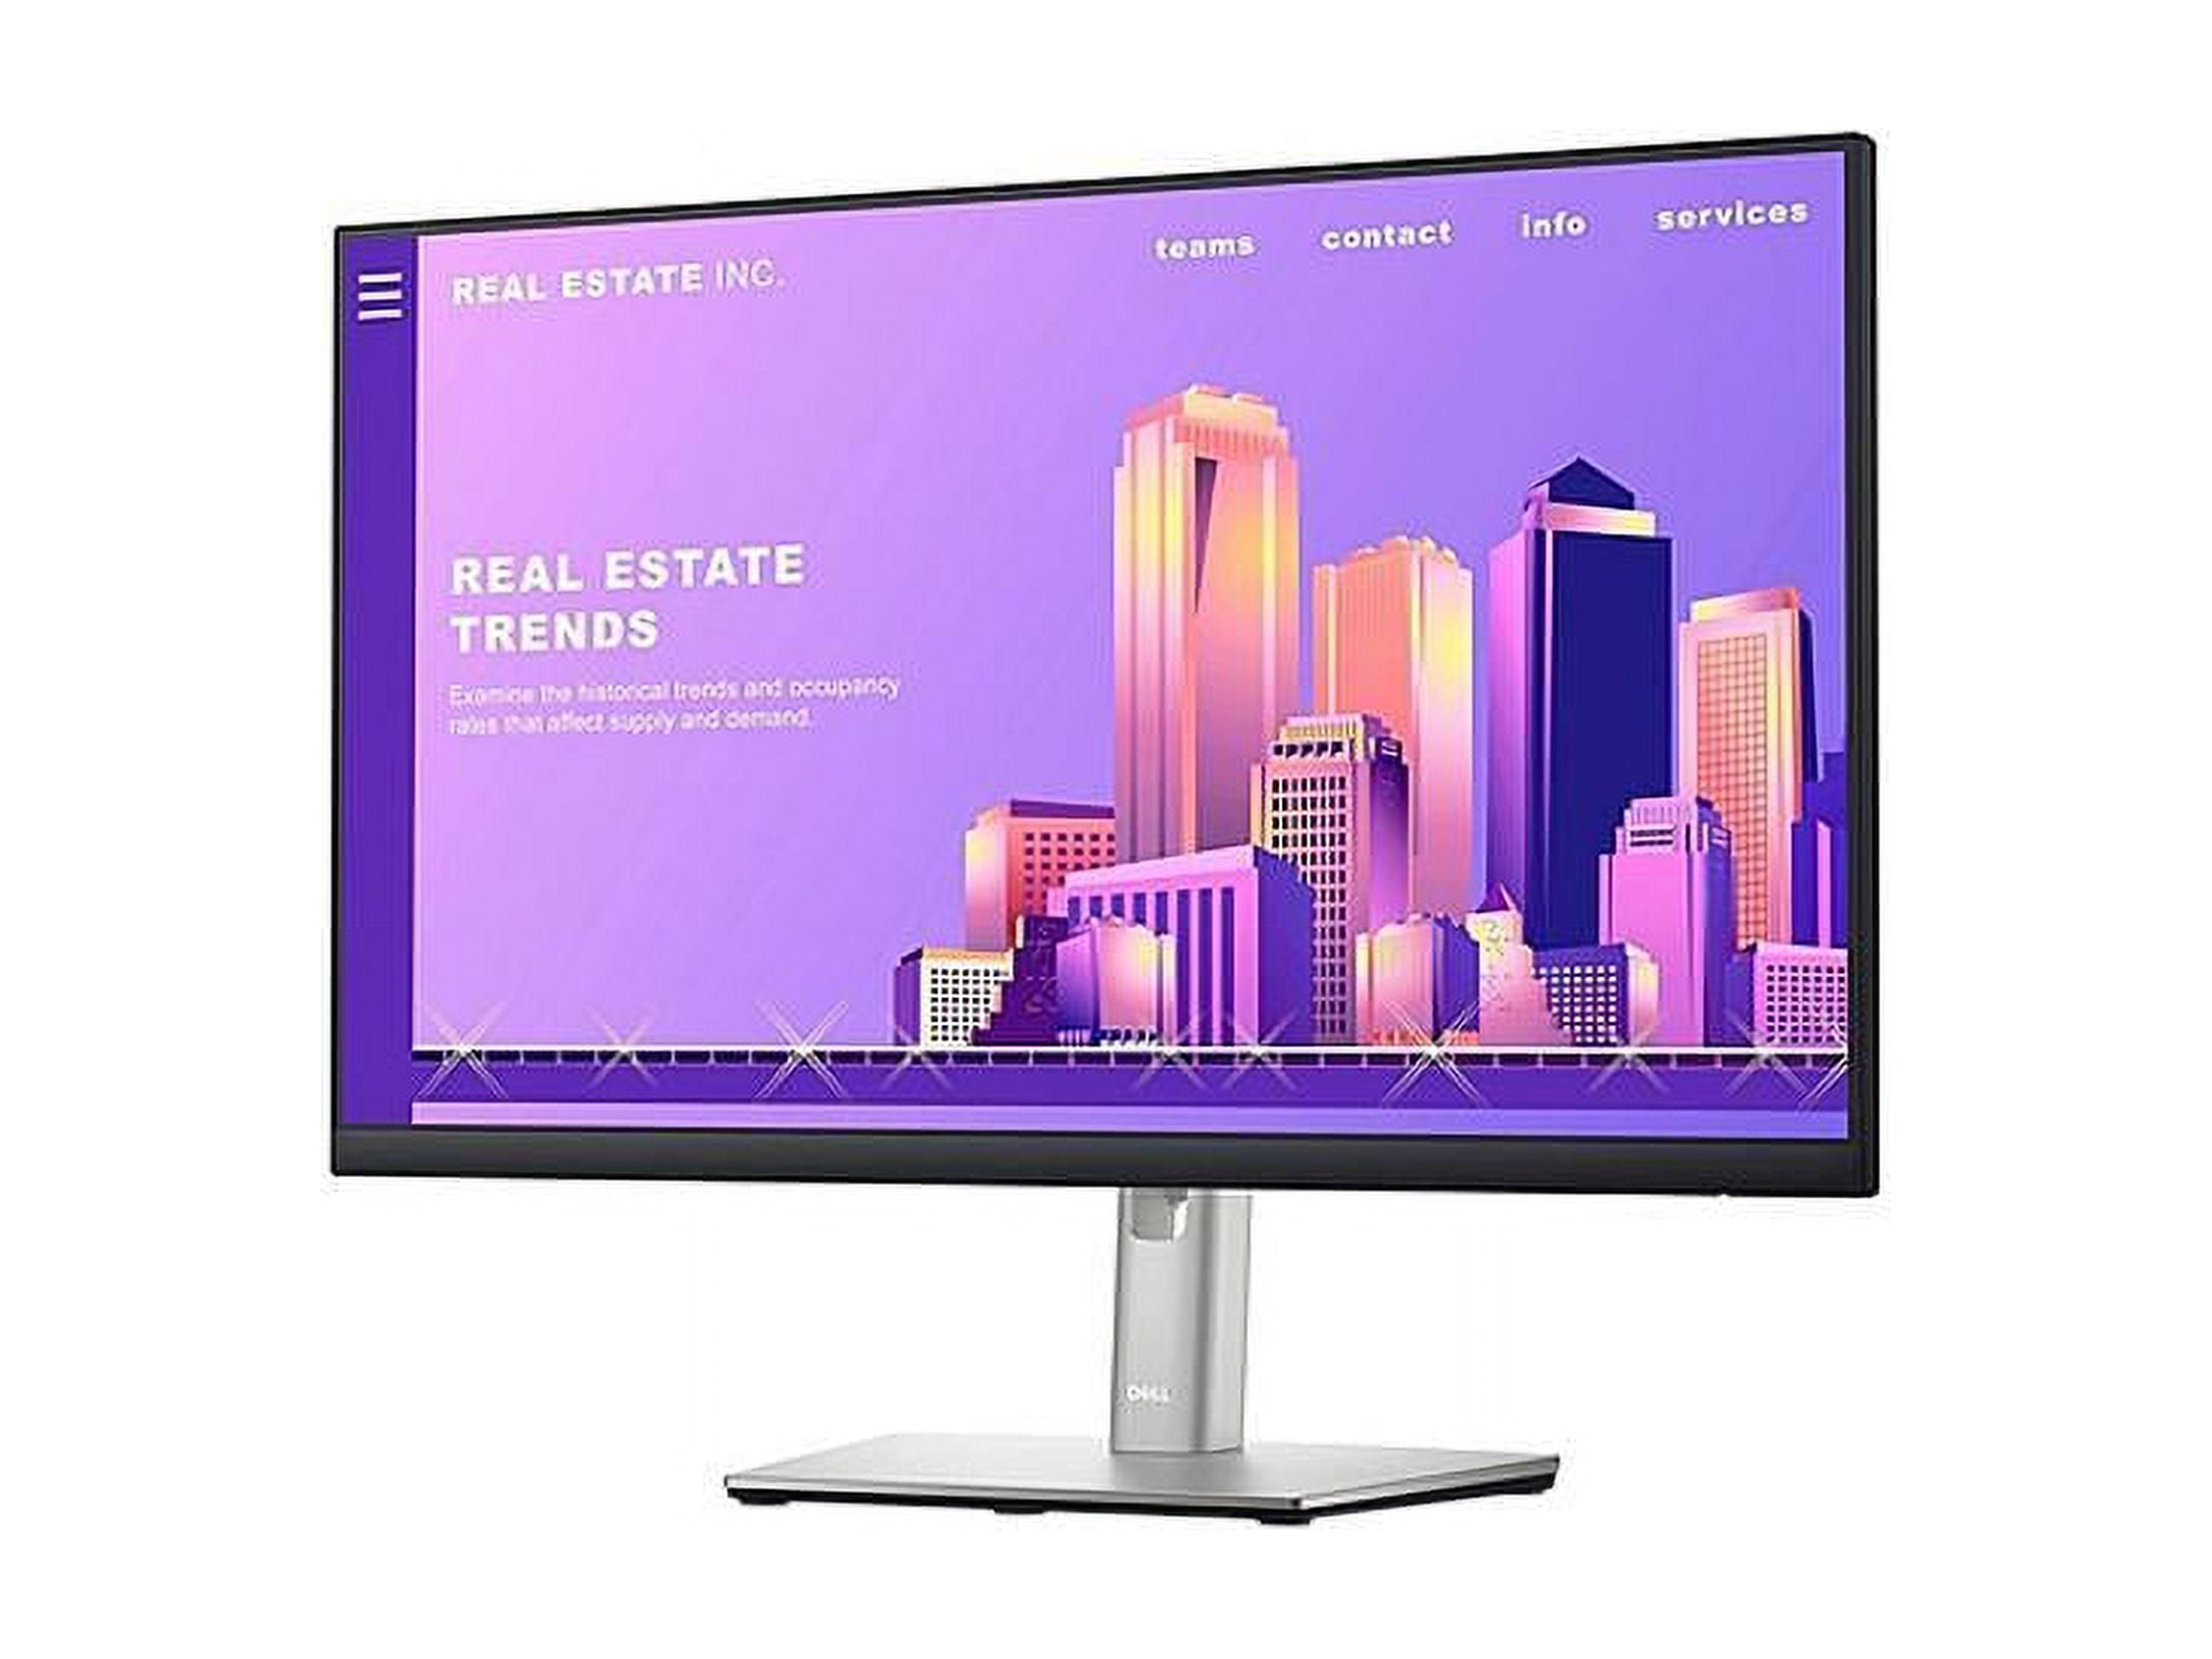 REAL ESTATE INC.
teams contact info services
REAL ESTATE
TRENDS
Examine the historical trends and occupancy
rates that affect supply and demand.
DELL